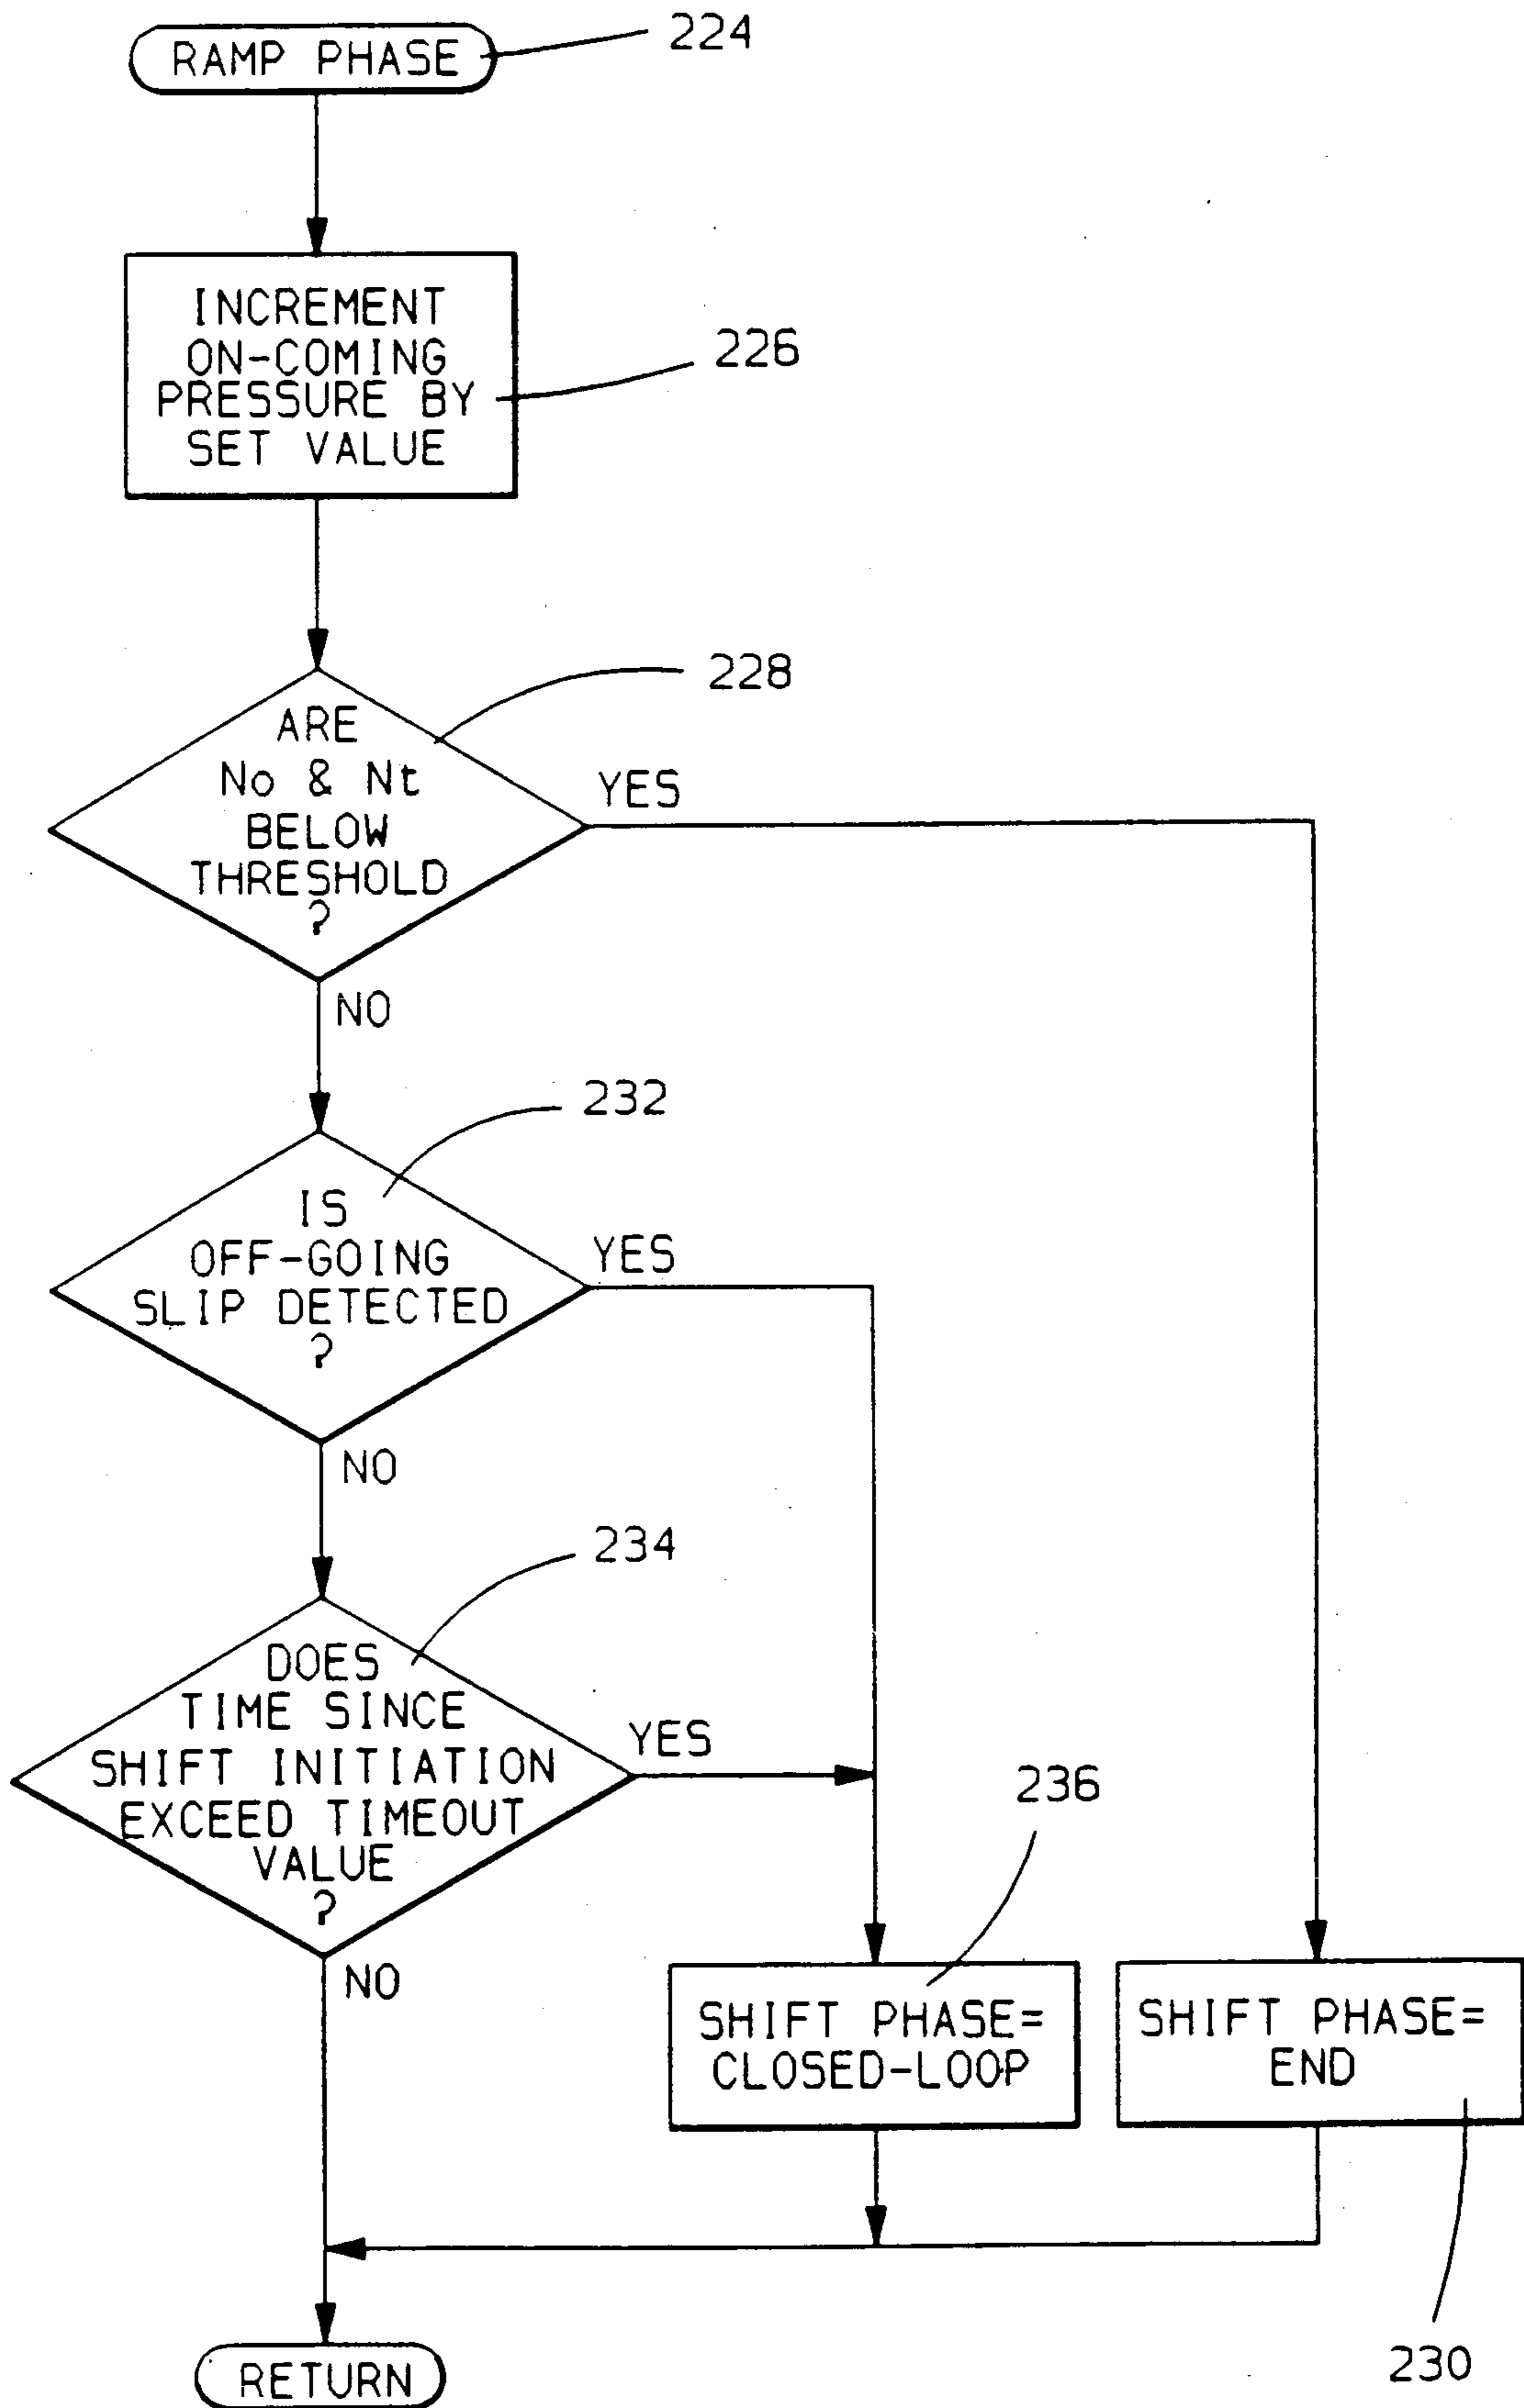 RAMP PHASE
224
INCREMENT
ON-COMING
PRESSURE BY
SET VALUE
226
ARE
No & Nt
BELOW
THRESHOLD
?
228
YES
NO
232
IS
OFF-GOING
SLIP DETECTED
?
YES
NO
234
DOES
TIME SINCE
SHIFT INITIATION
EXCEED TIMEOUT
VALUE
?
YES
NO
236
SHIFT PHASE=
CLOSED-LOOP
SHIFT PHASE=
END
230
RETURN